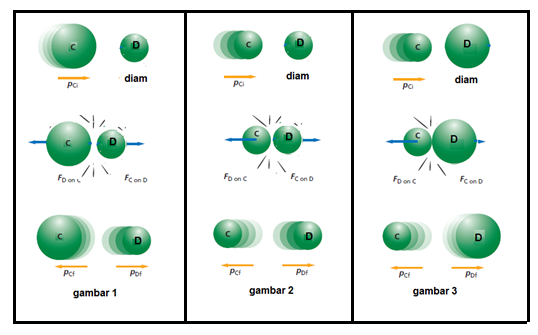 C D
pCi diam
C D
FD on C FC on D
C D
pCf pDf
gambar 1
C D
pCi diam
C D
FD on C FC on D
C D
pCf pDf
gambar 2
C D
pCi diam
C D
FD on C FC on D
C D
pCf pDf
gambar 3